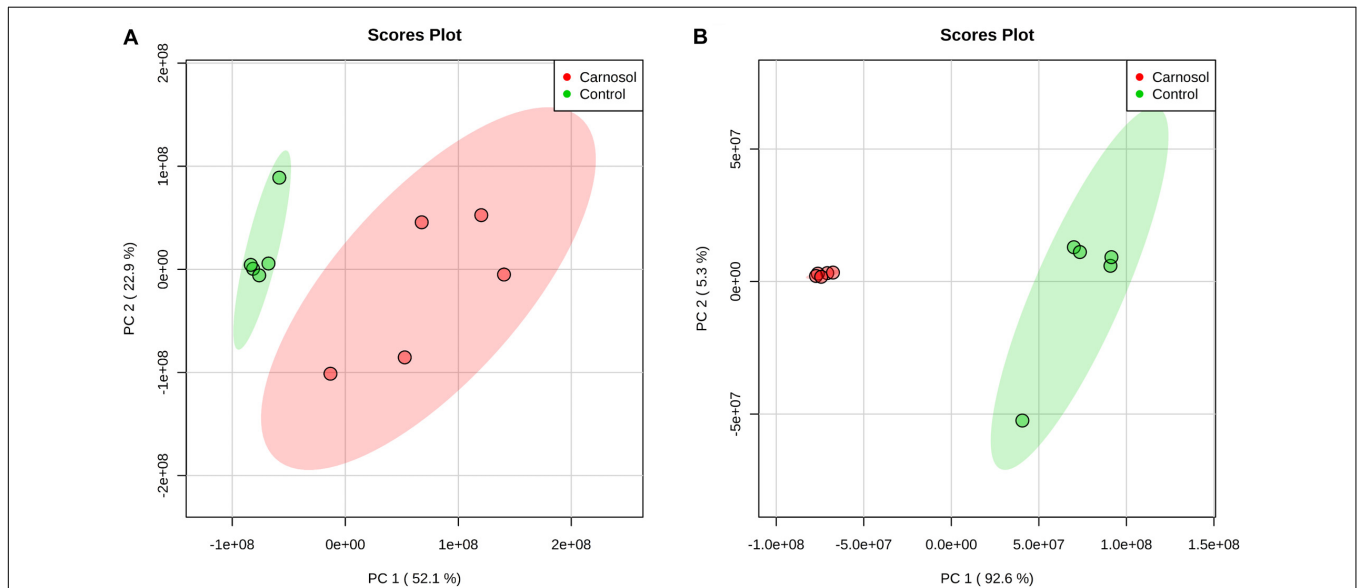 A
Scores Plot
Carnosol
Control
PC 2 ( 22.9 %)
2e+08
1e+08
0e+00
-1e+08
-2e+08
-1e+08 0e+00 1e+08 2e+08
PC 1 ( 52.1 %)
B
Scores Plot
Carnosol
Control
PC 2 ( 5.3 %)
5e+07
0e+00
-5e+07
-1.0e+08 -5.0e+07 0.0e+00 5.0e+07 1.0e+08 1.5e+08
PC 1 ( 92.6 %)